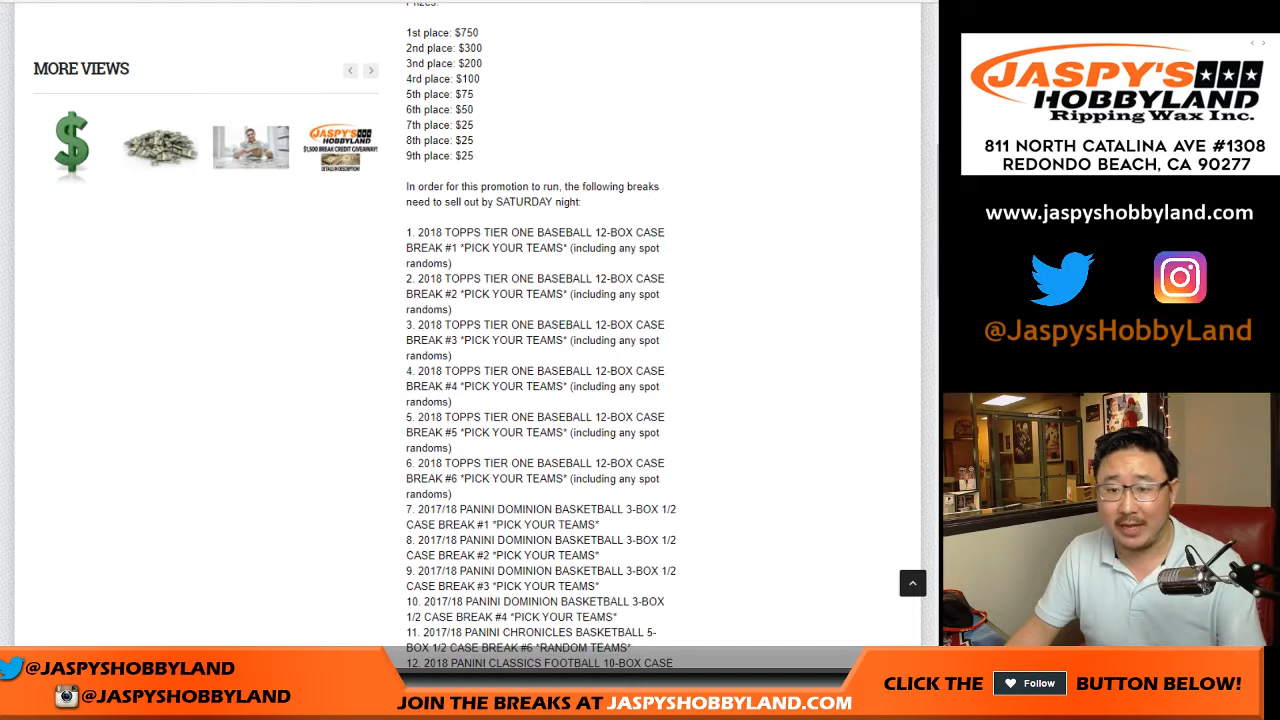 Prizes:
1st place: $750
2nd place: $300
3nd place: $200
4rd place: $100
5th place: $75
6th place: $50
7th place: $25
8th place: $25
9th place: $25
MORE VIEWS
JASPY'S
HOBBYLAND
$1,500 BREAK CREDIT GIVEAWAY!
DETAILS IN DESCRIPTION!
In order for this promotion to run, the following breaks
need to sell out by SATURDAY night:
1. 2018 TOPPS TIER ONE BASEBALL 12-BOX CASE
BREAK #1 *PICK YOUR TEAMS* (including any spot
randoms)
2. 2018 TOPPS TIER ONE BASEBALL 12-BOX CASE
BREAK #2 *PICK YOUR TEAMS* (including any spot
randoms)
3. 2018 TOPPS TIER ONE BASEBALL 12-BOX CASE
BREAK #3 *PICK YOUR TEAMS* (including any spot
randoms)
4. 2018 TOPPS TIER ONE BASEBALL 12-BOX CASE
BREAK #4 *PICK YOUR TEAMS* (including any spot
randoms)
5. 2018 TOPPS TIER ONE BASEBALL 12-BOX CASE
BREAK #5 *PICK YOUR TEAMS* (including any spot
randoms)
6. 2018 TOPPS TIER ONE BASEBALL 12-BOX CASE
BREAK #6 *PICK YOUR TEAMS* (including any spot
randoms)
7. 2017/18 PANINI DOMINION BASKETBALL 3-BOX 1/2
CASE BREAK #1 *PICK YOUR TEAMS*
8. 2017/18 PANINI DOMINION BASKETBALL 3-BOX 1/2
CASE BREAK #2 *PICK YOUR TEAMS*
9. 2017/18 PANINI DOMINION BASKETBALL 3-BOX 1/2
CASE BREAK #3 *PICK YOUR TEAMS*
10. 2017/18 PANINI DOMINION BASKETBALL 3-BOX
1/2 CASE BREAK #4 *PICK YOUR TEAMS*
11. 2017/18 PANINI CHRONICLES BASKETBALL 5-
BOX 1/2 CASE BREAK #6 *RANDOM TEAMS*
12. 2018 PANINI CLASSICS FOOTBALL 10-BOX CASE
JASPY'S
HOBBYLAND
Ripping Wax Inc.
811 NORTH CATALINA AVE #1308
REDONDO BEACH, CA 90277
www.jaspyshobbyland.com
@JaspysHobbyLand
@JASPYSHOBBYLAND
@JASPYSHOBBYLAND
JOIN THE BREAKS AT JASPYSHOBBYLAND.COM
CLICK THE Follow BUTTON BELOW!